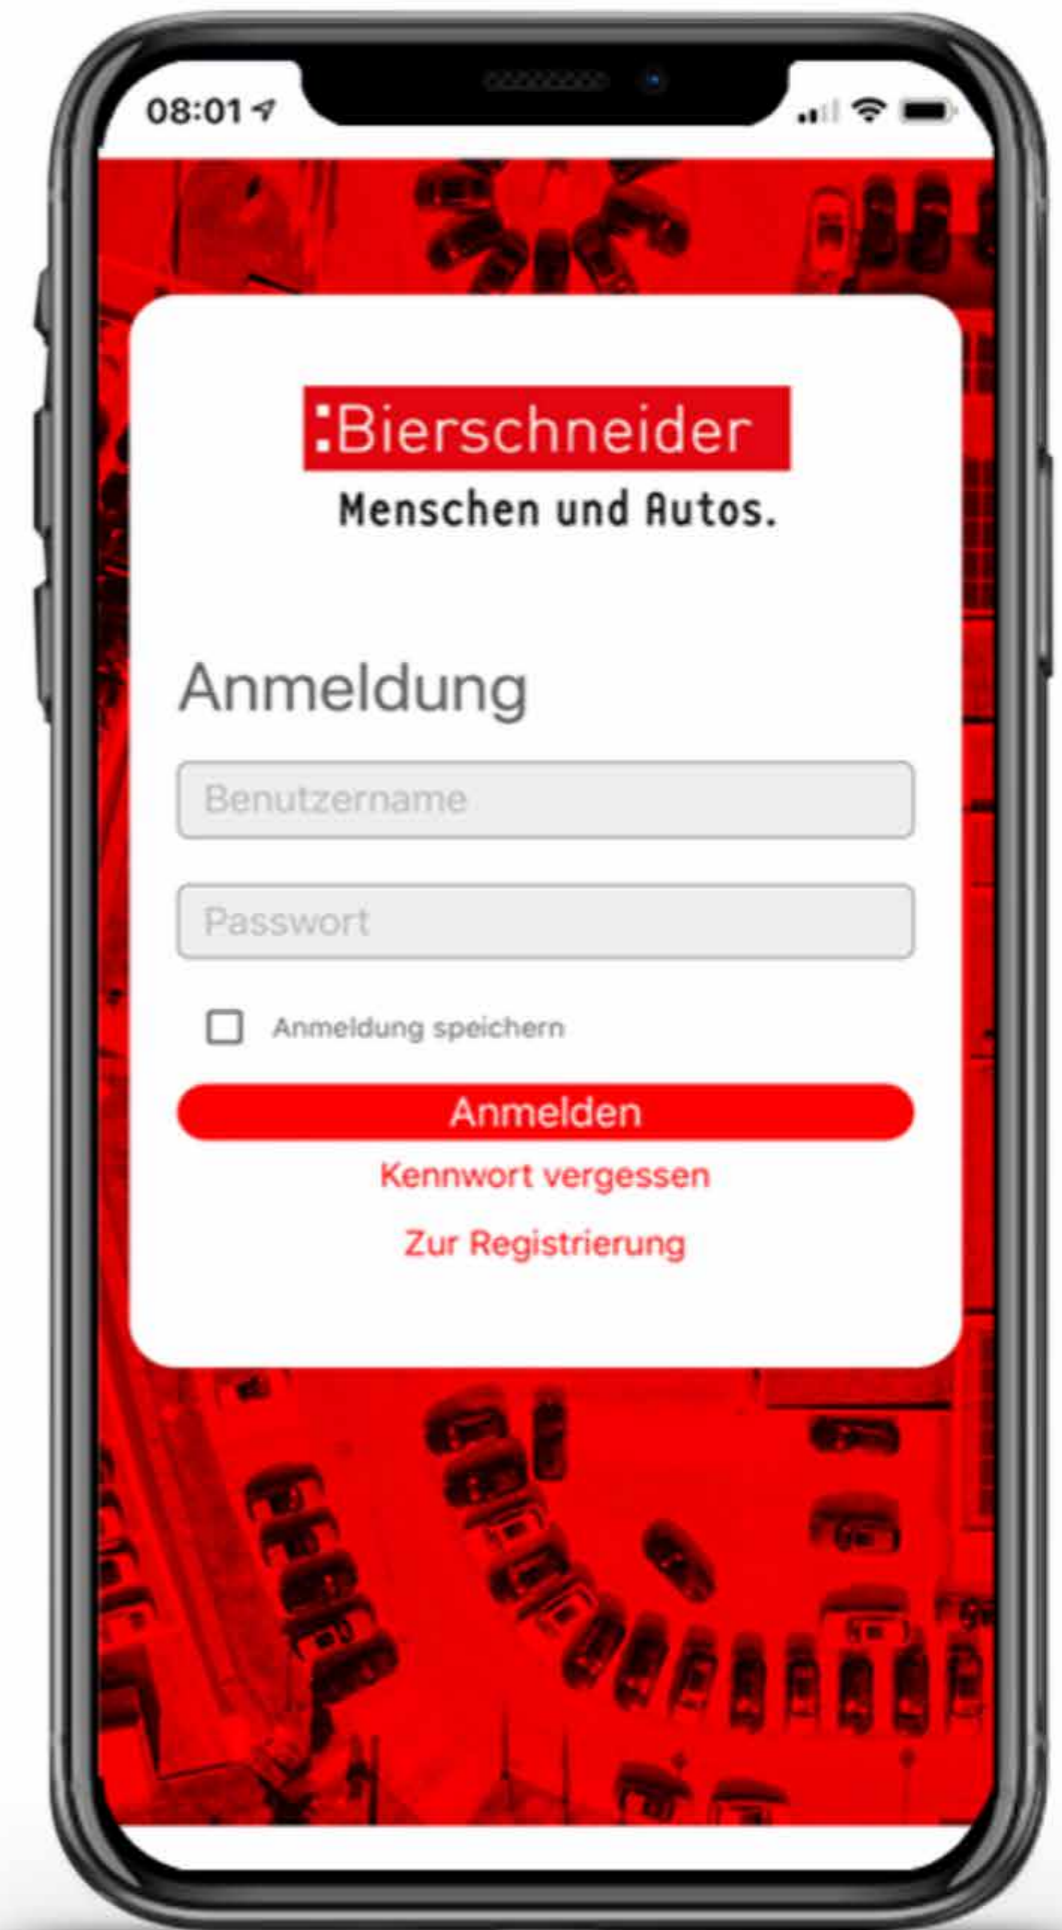 08:01
:Bierschneider
Menschen und Autos.
Anmeldung
Benutzername
Passwort
Anmeldung speichern
Anmelden
Kennwort vergessen
Zur Registrierung